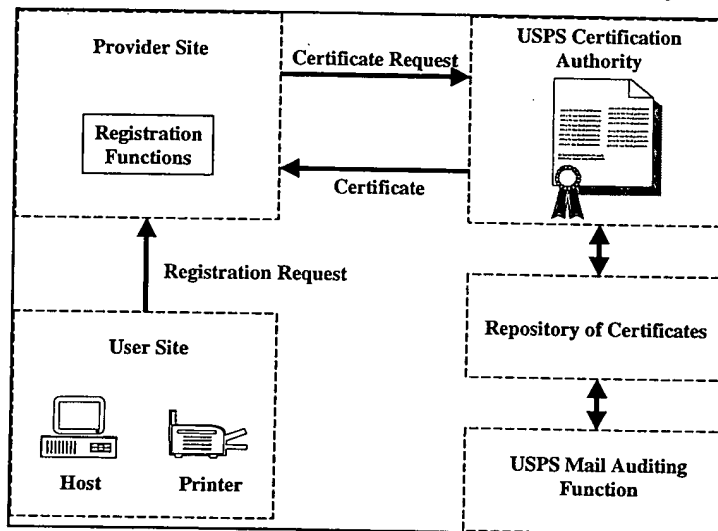 Provider Site
Registration
Functions
Certificate Request
Certificate
USPS Certification
Authority
Registration Request
User Site
Host
Printer
Repository of Certificates
USPS Mail Auditing
Function